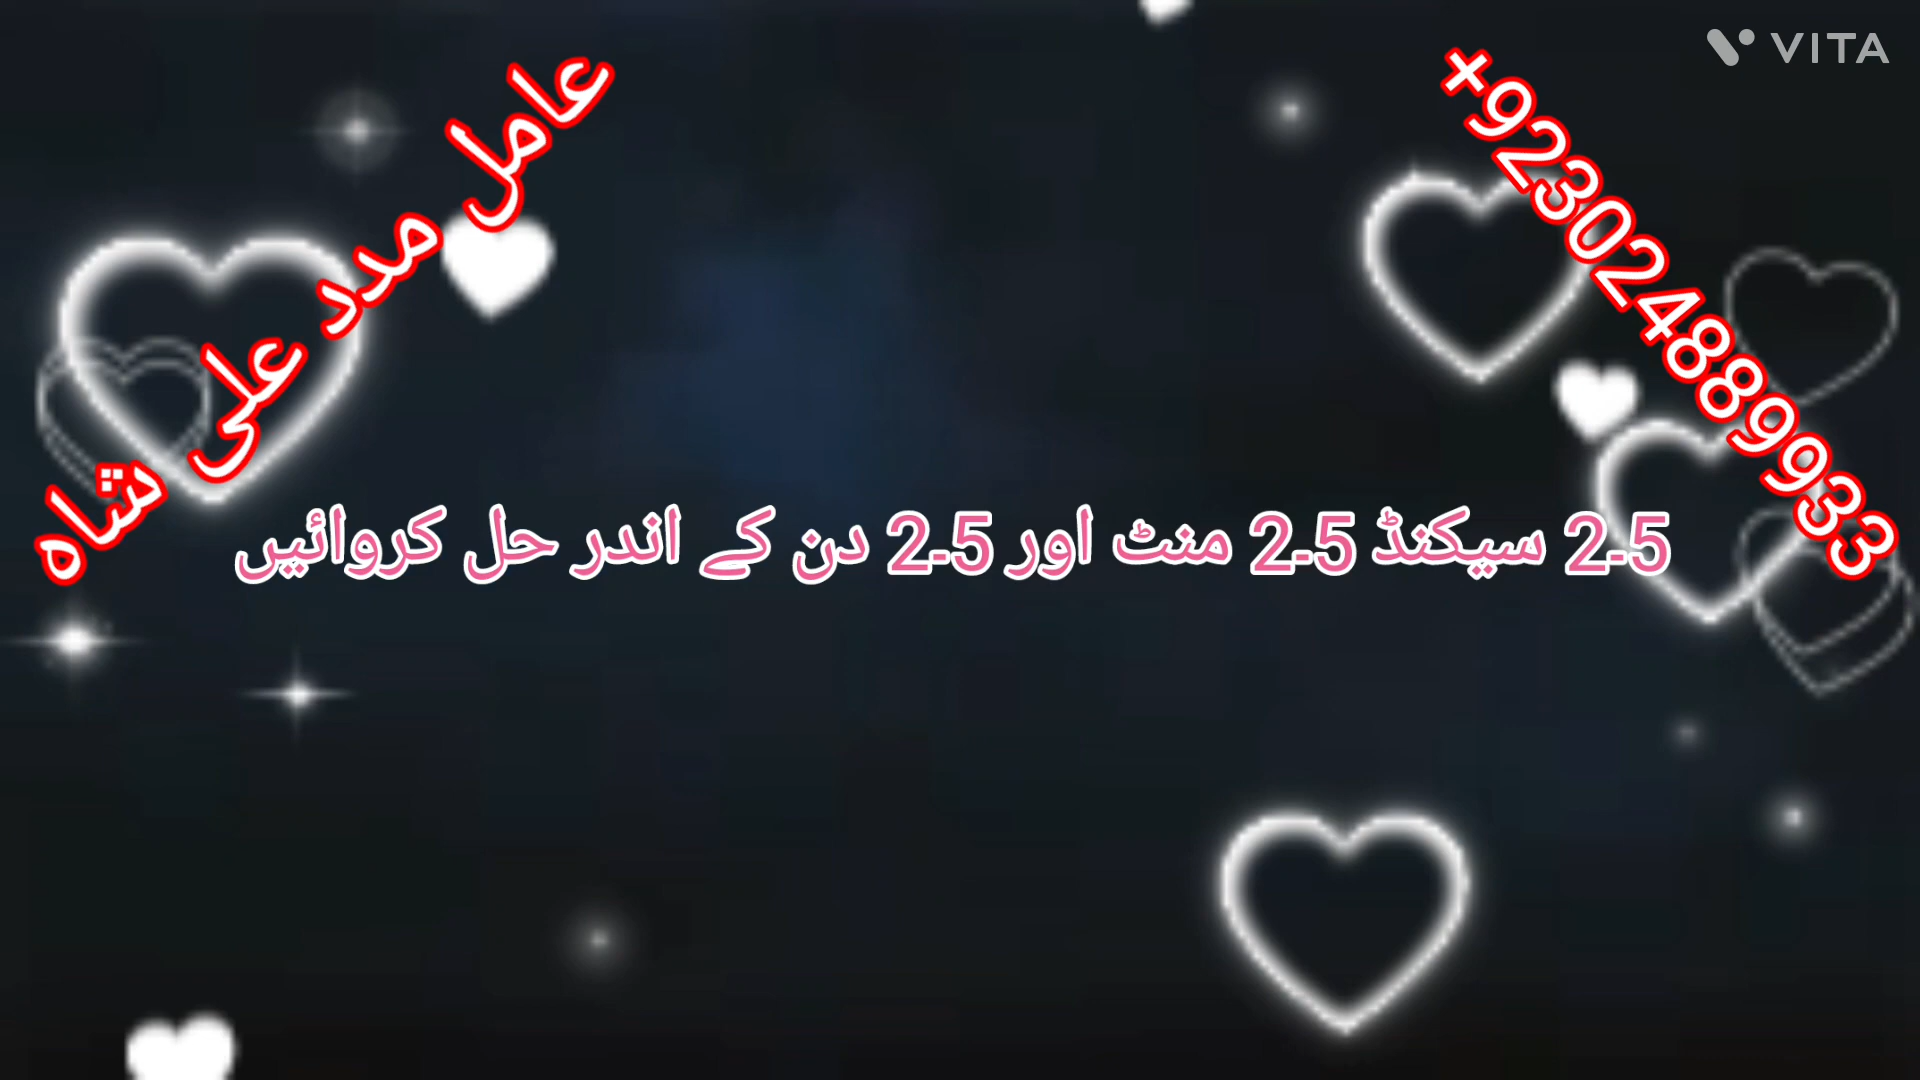 عامل مدد علی شاہ
+923024889933
VITA
2-5 سیکنڈ 2-5 منٹ اور 2-5 دن کے اندر حل کروائیں